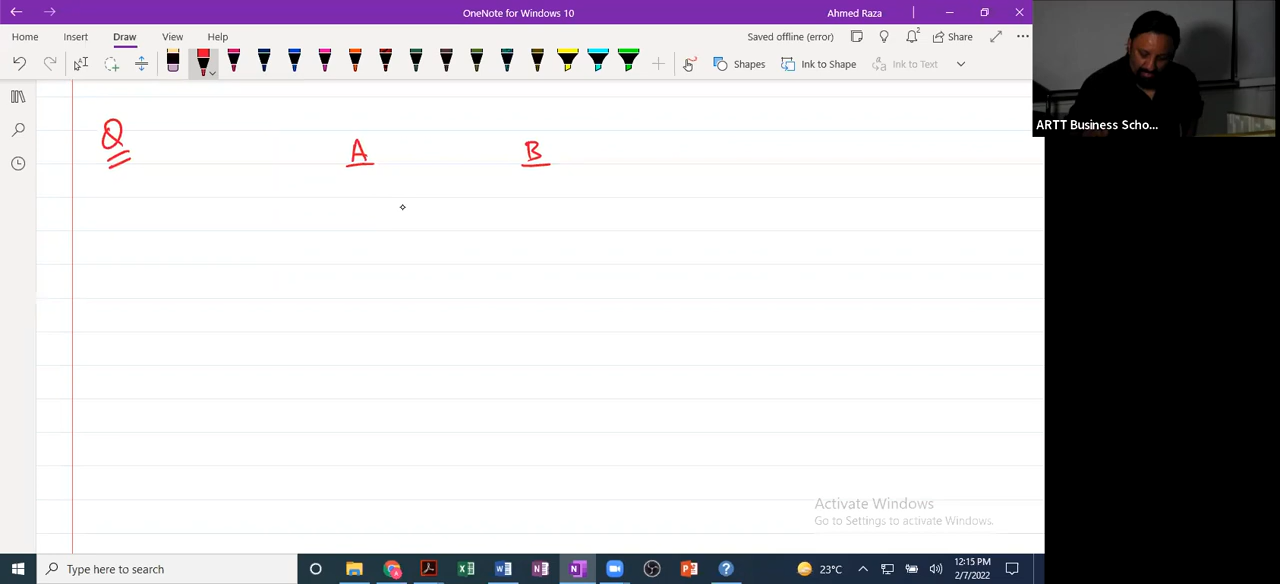 OneNote for Windows 10
Ahmed Raza
Home Insert Draw View Help
Saved offline (error)
Share
Shapes
Ink to Shape
Ink to Text
ARTT Business Scho...
Q
A B
Activate Windows
Go to Settings to activate Windows.
Type here to search
23°C
12:15 PM
2/7/2022